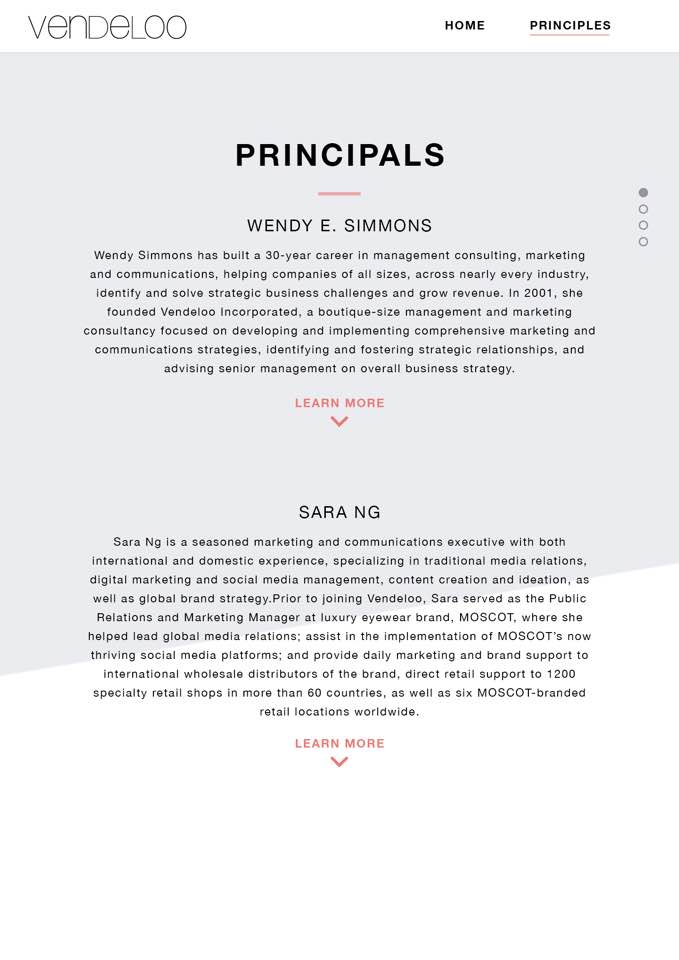 vendeloo
HOME
PRINCIPLES
PRINCIPALS
WENDY E. SIMMONS
Wendy Simmons has built a 30-year career in management consulting, marketing
and communications, helping companies of all sizes, across nearly every industry,
identify and solve strategic business challenges and grow revenue. In 2001, she
founded Vendeloo Incorporated, a boutique-size management and marketing
consultancy focused on developing and implementing comprehensive marketing and
communications strategies, identifying and fostering strategic relationships, and
advising senior management on overall business strategy.
LEARN MORE
SARA NG
Sara Ng is a seasoned marketing and communications executive with both
international and domestic experience, specializing in traditional media relations,
digital marketing and social media management, content creation and ideation, as
well as global brand strategy.Prior to joining Vendeloo, Sara served as the Public
Relations and Marketing Manager at luxury eyewear brand, MOSCOT, where she
helped lead global media relations; assist in the implementation of MOSCOT's now
thriving social media platforms; and provide daily marketing and brand support to
international wholesale distributors of the brand, direct retail support to 1200
specialty retail shops in more than 60 countries, as well as six MOSCOT-branded
retail locations worldwide.
LEARN MORE